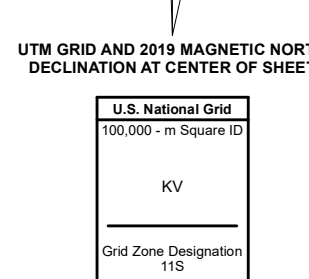 UTM GRID AND 2019 MAGNETIC NORT
DECLINATION AT CENTER OF SHEET
U.S. National Grid
100,000 - m Square ID
KV
Grid Zone Designation
11S